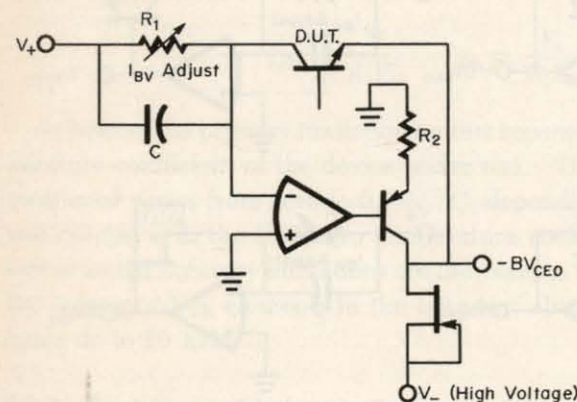 R1
D.U.T.
V+
IBV Adjust
R2
C
−
+
−BVCEO
V− (High Voltage)